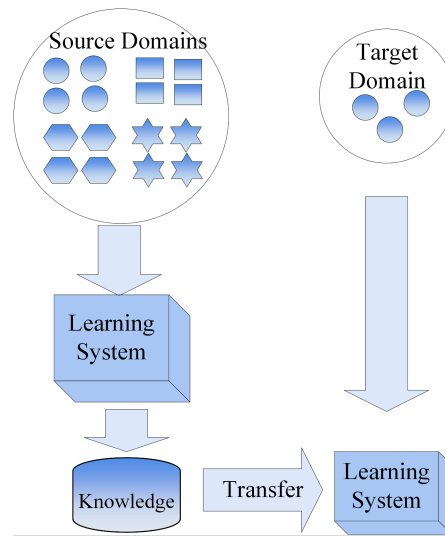 Source Domains
Target
Domain
Learning
System
Knowledge
Transfer
Learning
System